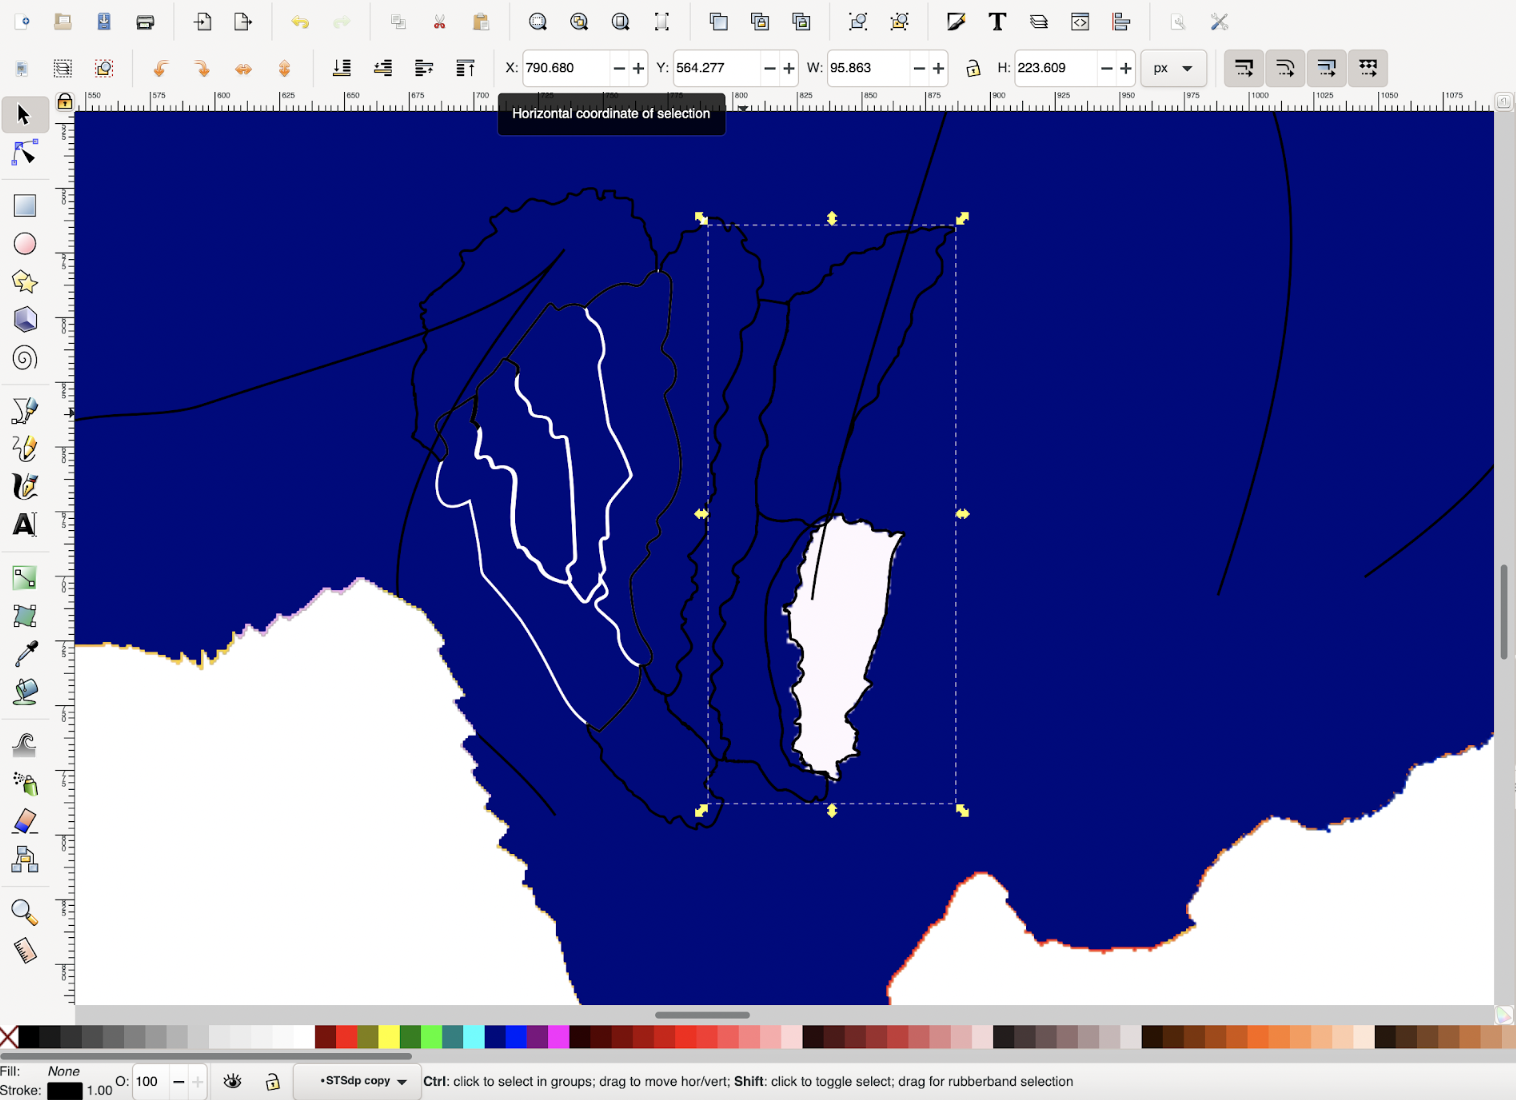 X: 790.680 Y: 564.277 W: 95.863 H: 223.609 px
550 575 600 625 650 675 700 725 750 775 800 825 850 875 900 925 950 975 1000 1025 1050 1075
Horizontal coordinate of selection
Fill: None
Stroke: 1.00 O: 100 •STSdp copy Ctrl: click to select in groups; drag to move hor/vert; Shift: click to toggle select; drag for rubberband selection